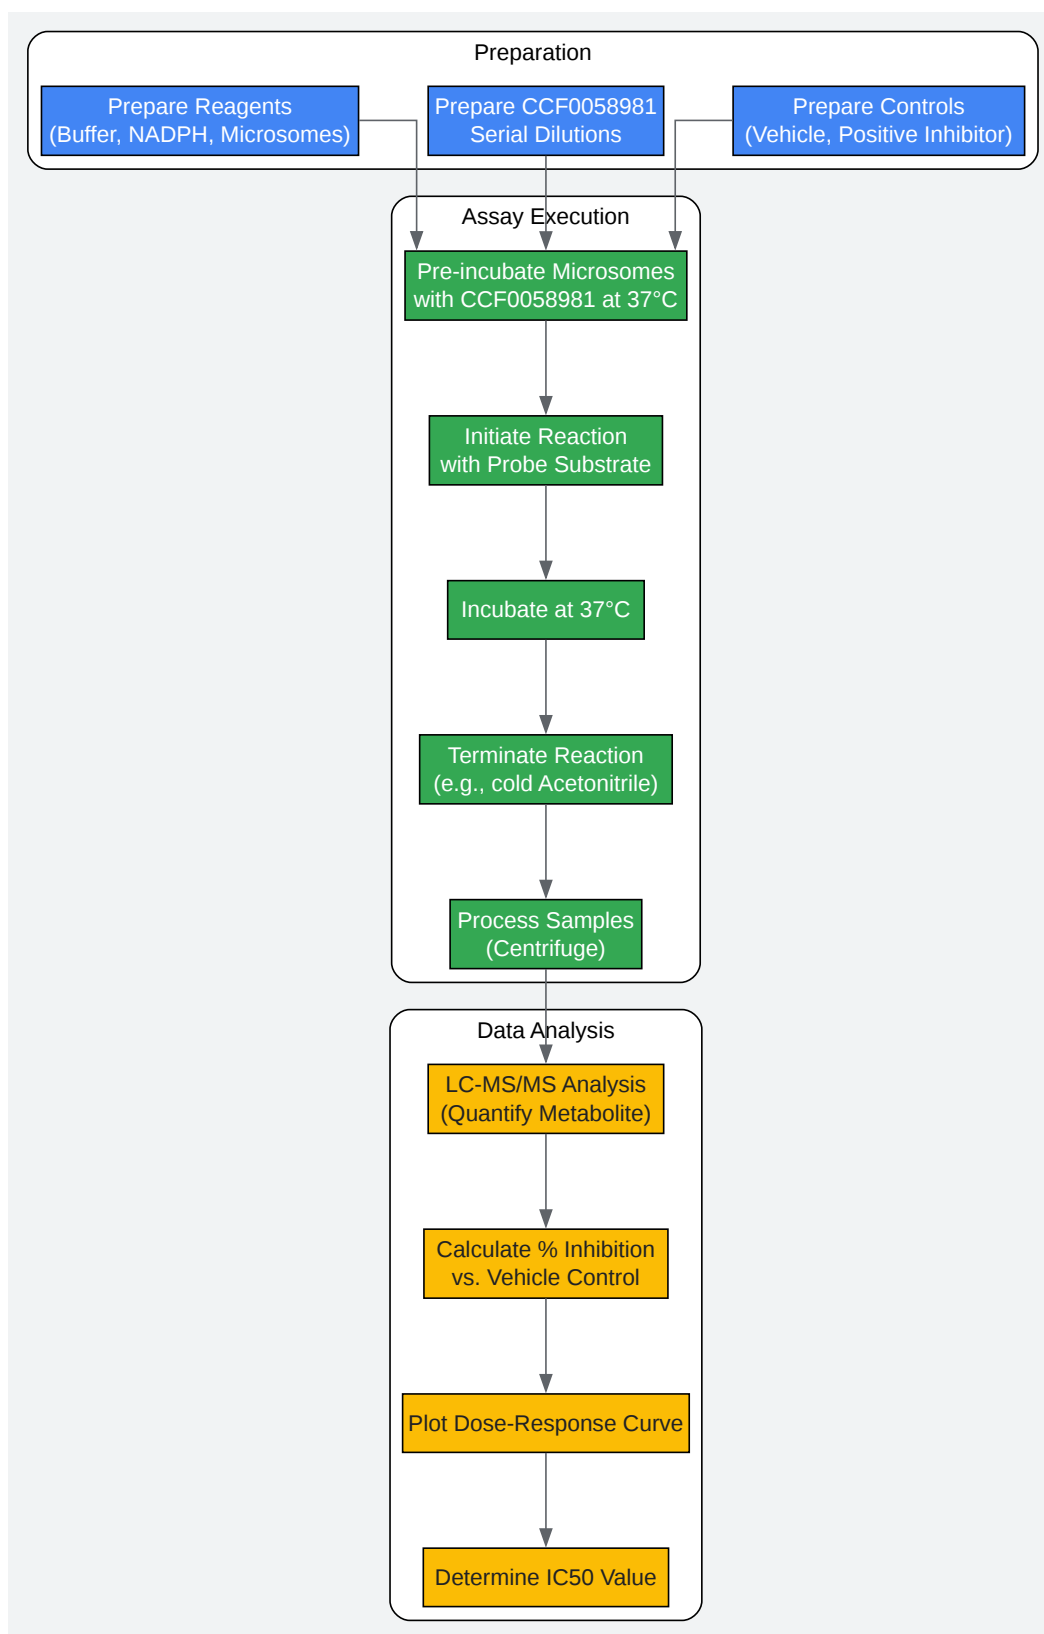 Preparation
Prepare Reagents
(Buffer, NADPH, Microsomes)
Prepare CCF0058981
Serial Dilutions
Prepare Controls
(Vehicle, Positive Inhibitor)
Assay Execution
Pre-incubate Microsomes
with CCF0058981 at 37°C
Initiate Reaction
with Probe Substrate
Incubate at 37°C
Terminate Reaction
(e.g., cold Acetonitrile)
Process Samples
(Centrifuge)
Data Analysis
LC-MS/MS Analysis
(Quantify Metabolite)
Calculate % Inhibition
vs. Vehicle Control
Plot Dose-Response Curve
Determine IC50 Value